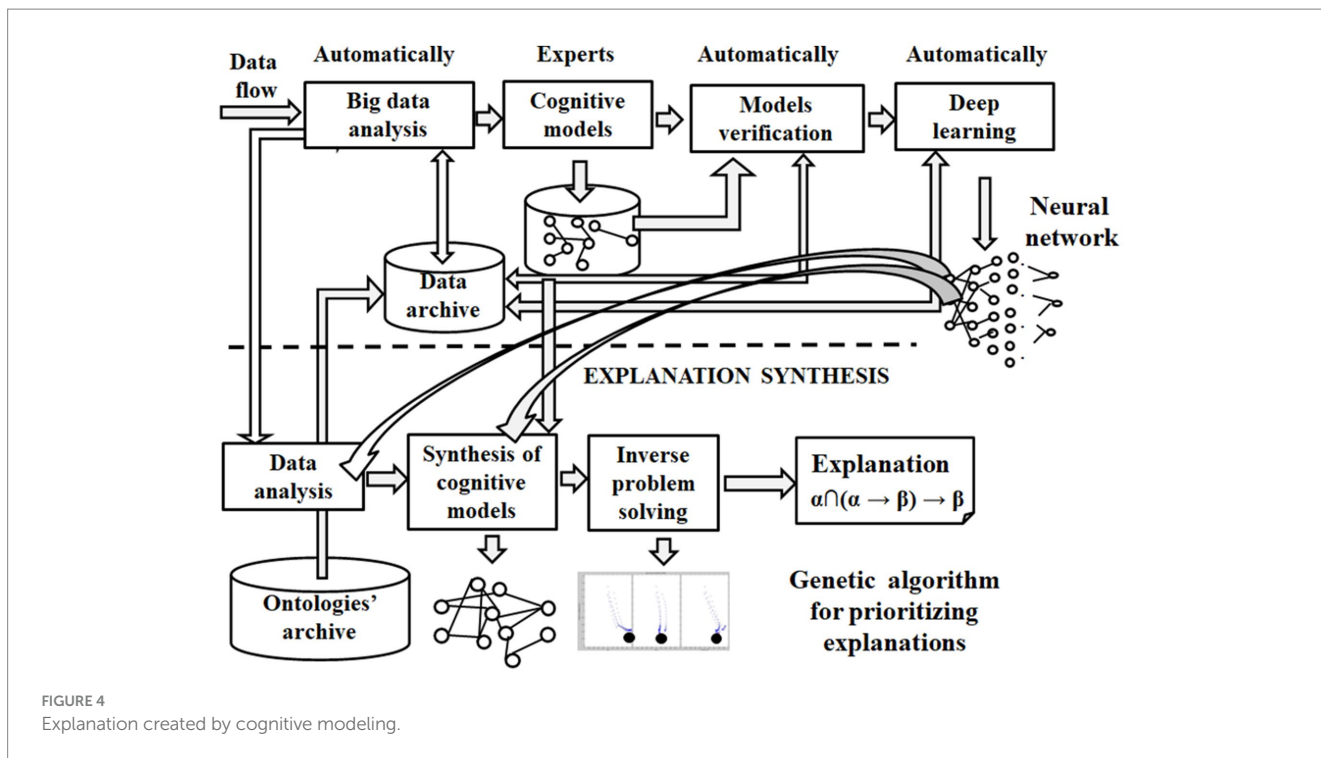 Automatically
Experts
Automatically
Automatically
Data
flow
Big data
analysis
Cognitive
models
Models
verification
Deep
learning
Neural
network
Data
archive
EXPLANATION SYNTHESIS
Data
analysis
Synthesis of
cognitive
models
Inverse
problem
solving
Explanation
α∩(α → β) → β
Ontologies’
archive
Genetic algorithm
for prioritizing
explanations
FIGURE 4
Explanation created by cognitive modeling.